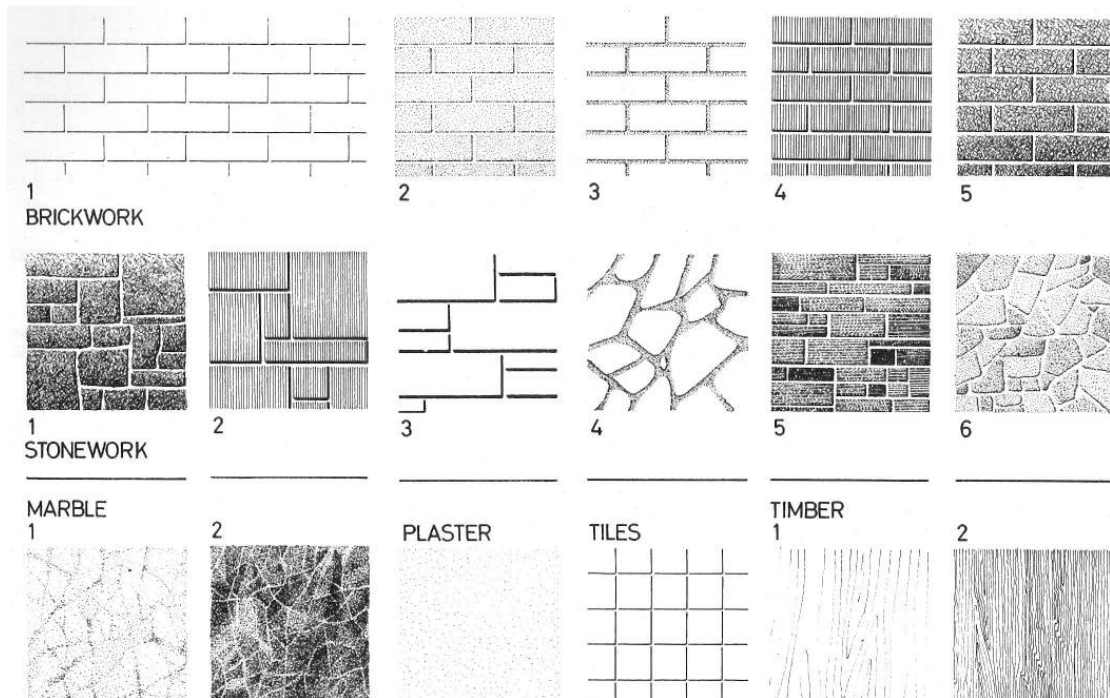 1 2 3 4 5
BRICKWORK
1 2 3 4 5 6
STONEWORK
MARBLE TIMBER
1 2 PLASTER TILES 1 2